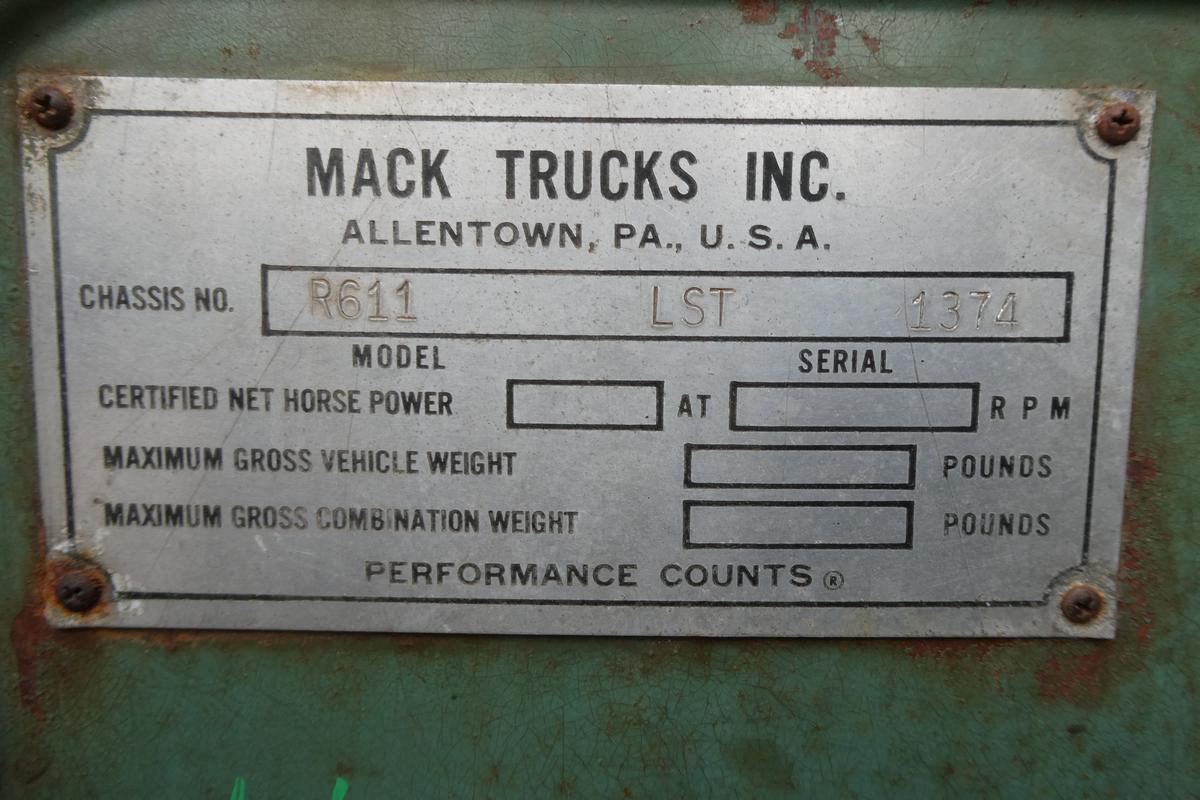 MACK TRUCKS INC.
ALLENTOWN, PA., U.S.A.
CHASSIS NO. R611 LST 1374
MODEL SERIAL
CERTIFIED NET HORSE POWER AT RPM
MAXIMUM GROSS VEHICLE WEIGHT POUNDS
MAXIMUM GROSS COMBINATION WEIGHT POUNDS
PERFORMANCE COUNTS ®